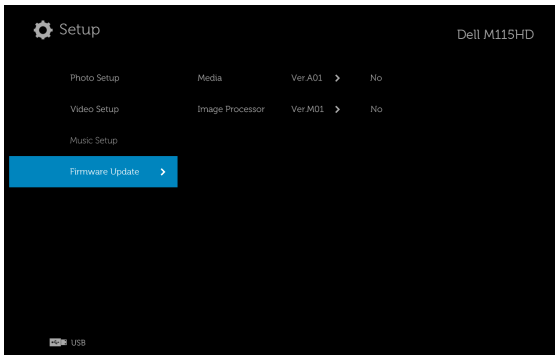 Setup
Dell M115HD
Photo Setup Media Ver.A01 > No
Video Setup Image Processor Ver.M01 > No
Music Setup
Firmware Update >
USB